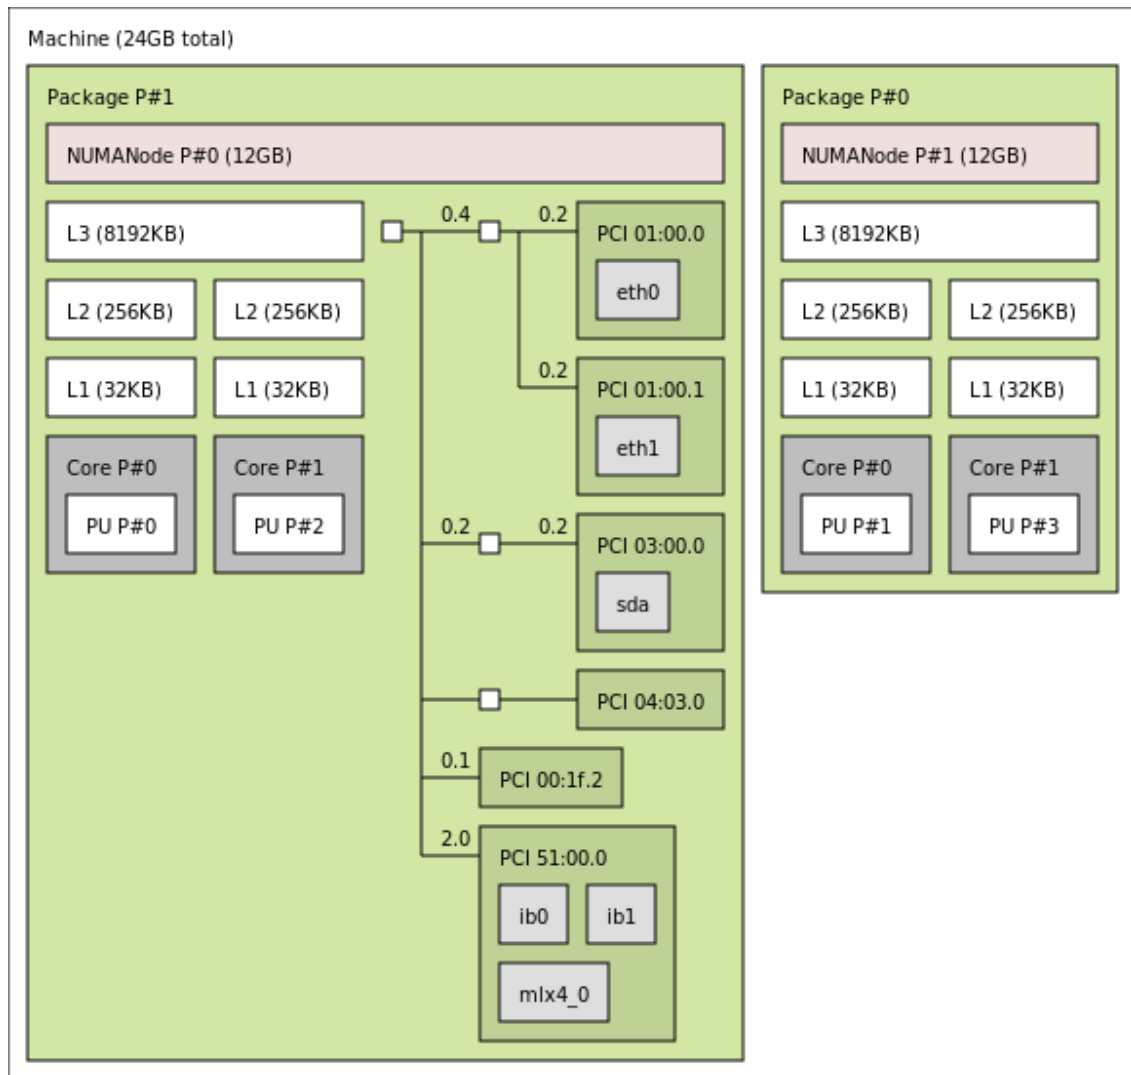 Machine (24GB total)
Package P#1
NUMANode P#0 (12GB)
L3 (8192KB)
L2 (256KB)
L2 (256KB)
L1 (32KB)
L1 (32KB)
Core P#0
PU P#0
Core P#1
PU P#2
0.4
0.2
PCI 01:00.0
eth0
0.2
PCI 01:00.1
eth1
0.2
0.2
PCI 03:00.0
sda
PCI 04:03.0
0.1
PCI 00:1f.2
2.0
PCI 51:00.0
ib0
ib1
mlx4_0
Package P#0
NUMANode P#1 (12GB)
L3 (8192KB)
L2 (256KB)
L2 (256KB)
L1 (32KB)
L1 (32KB)
Core P#0
PU P#1
Core P#1
PU P#3